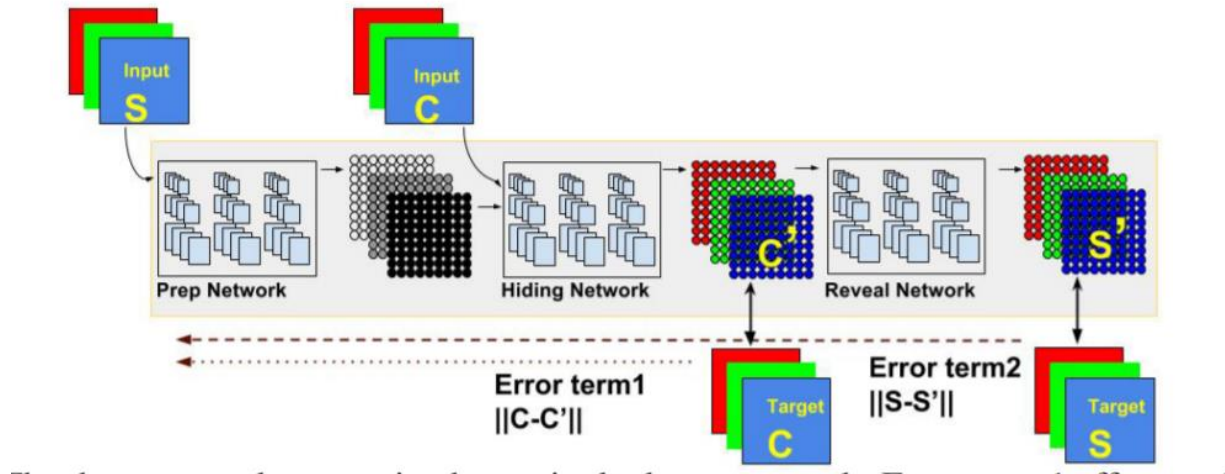 Input
S
Input
C
C'
S'
Prep Network
Hiding Network
Reveal Network
Error term1
||C-C'||
Error term2
||S-S'||
Target
C
Target
S